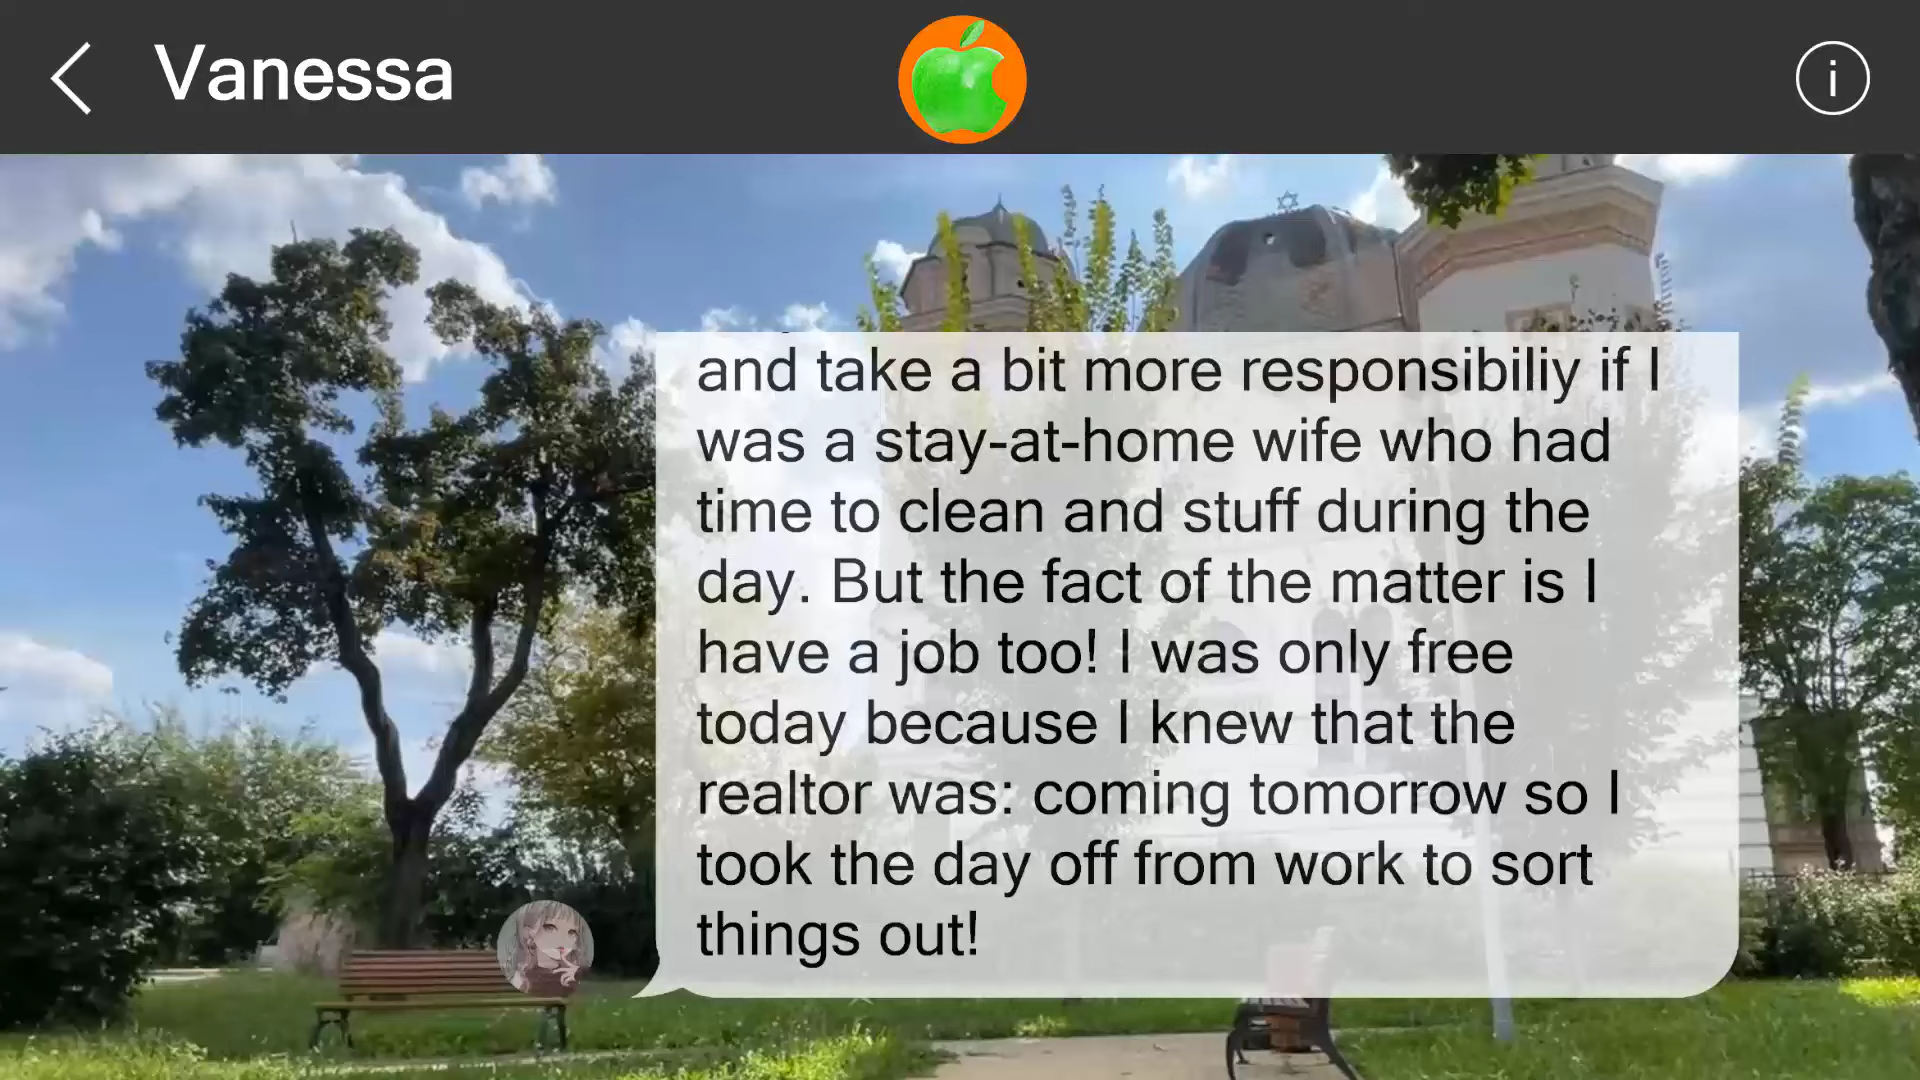 Vanessa
i
and take a bit more responsibiliy if I
was a stay-at-home wife who had
time to clean and stuff during the
day. But the fact of the matter is I
have a job too! I was only free
today because I knew that the
realtor was: coming tomorrow so I
took the day off from work to sort
things out!